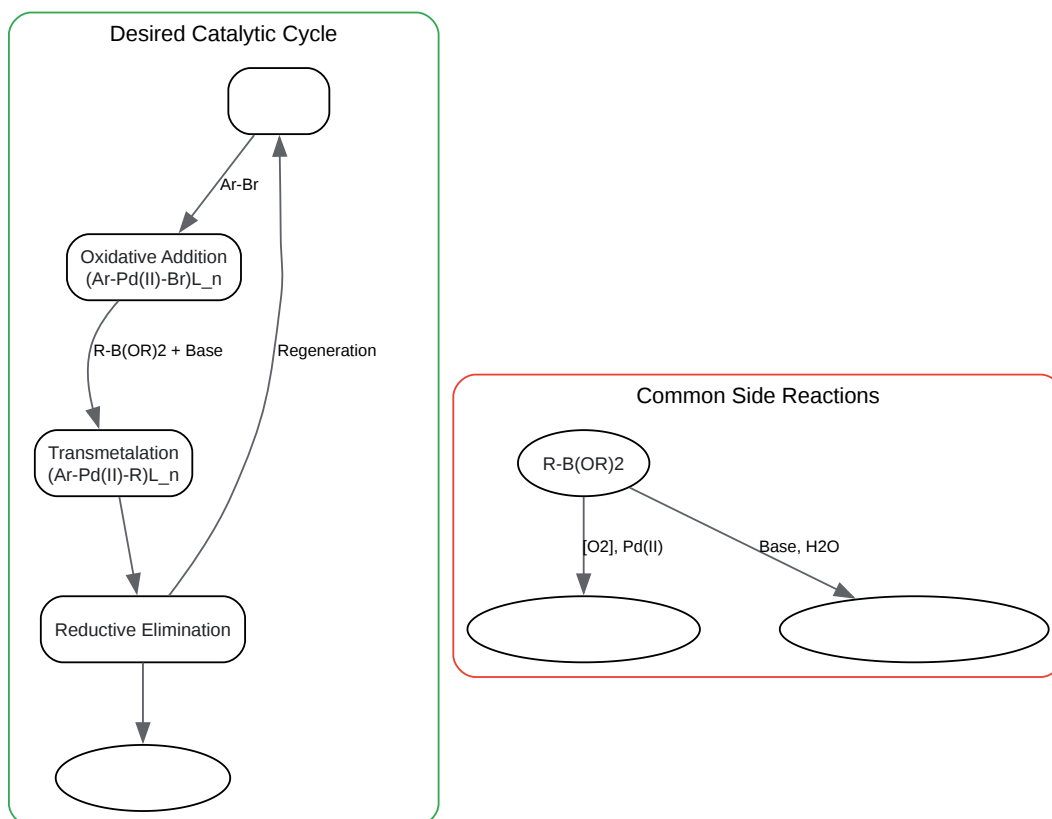 Desired Catalytic Cycle
Ar-Br
Oxidative Addition
(Ar-Pd(II)-Br)L_n
R-B(OR)2 + Base
Regeneration
Transmetalation
(Ar-Pd(II)-R)L_n
Reductive Elimination
Common Side Reactions
R-B(OR)2
[O2], Pd(II)
Base, H2O